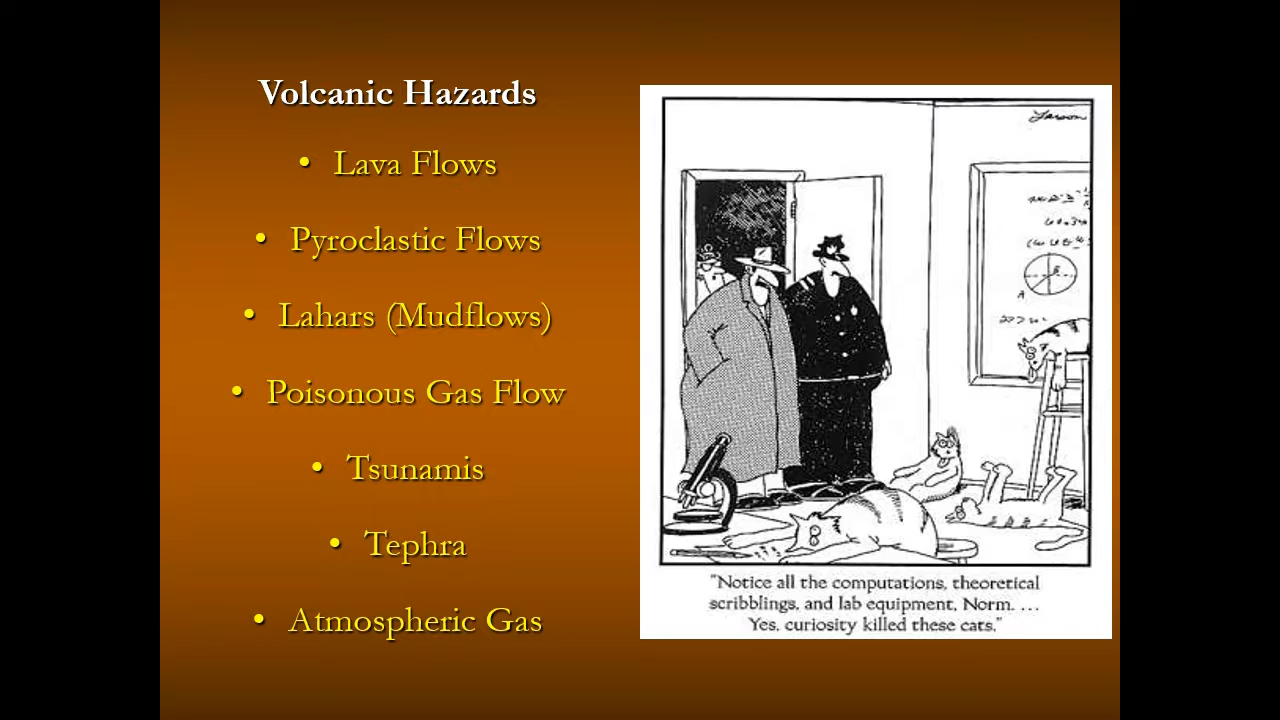 Volcanic Hazards
• Lava Flows
• Pyroclastic Flows
• Lahars (Mudflows)
• Poisonous Gas Flow
• Tsunamis
• Tephra
• Atmospheric Gas
Larson
B
A
"Notice all the computations, theoretical
scribblings, and lab equipment, Norm. ...
Yes, curiosity killed these cats."